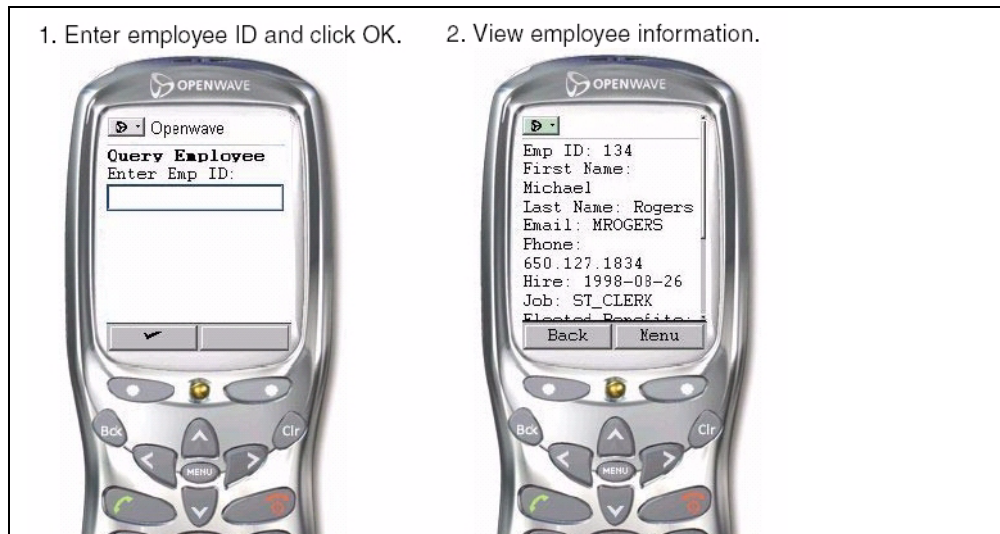 1. Enter employee ID and click OK.
2. View employee information.
OPENWAVE
Openwave
Query Employee
Enter Emp ID:
Bck
Clr
MENU
OPENWAVE
Emp ID: 134
First Name:
Michael
Last Name: Rogers
Email: MROGERS
Phone:
650.127.1834
Hire: 1998-08-26
Job: ST_CLERK
Elected Benefits:
Back Menu
Bck
Clr
MENU